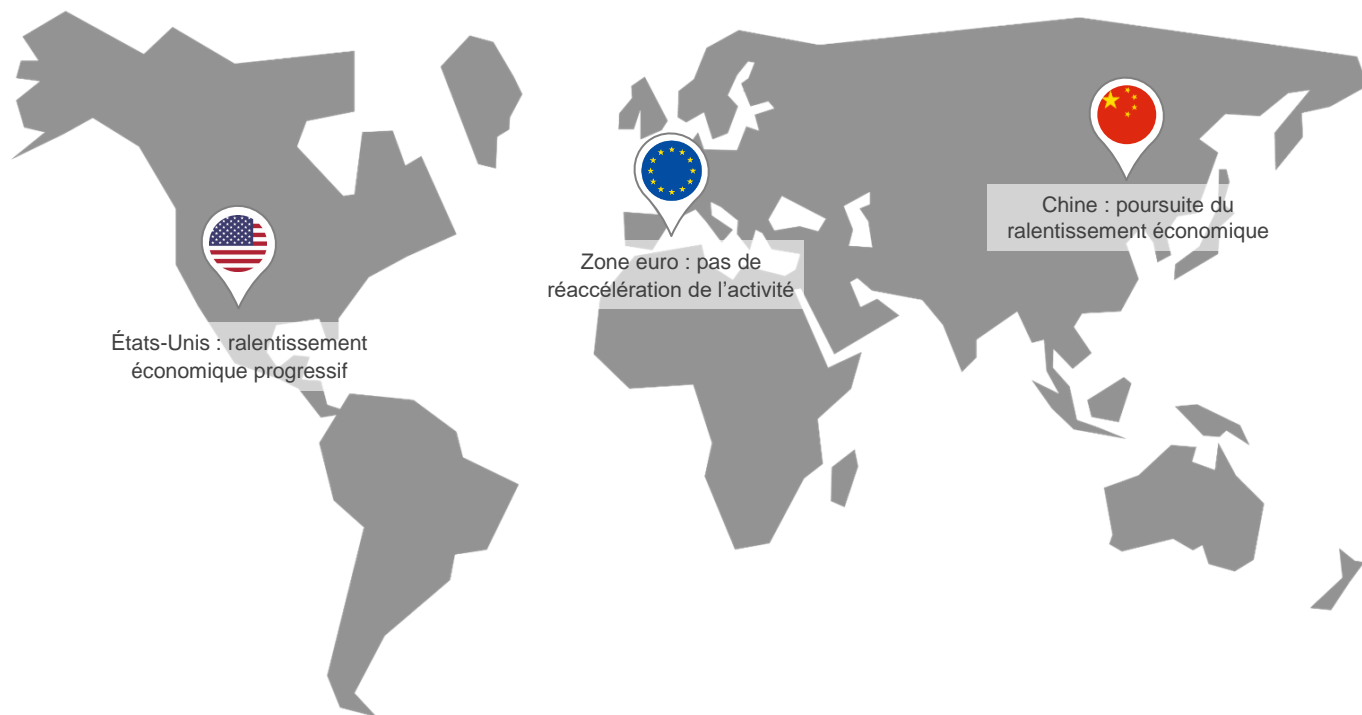 États-Unis : ralentissement
économique progressif
Zone euro : pas de
réaccélération de l’activité
Chine : poursuite du
ralentissement économique